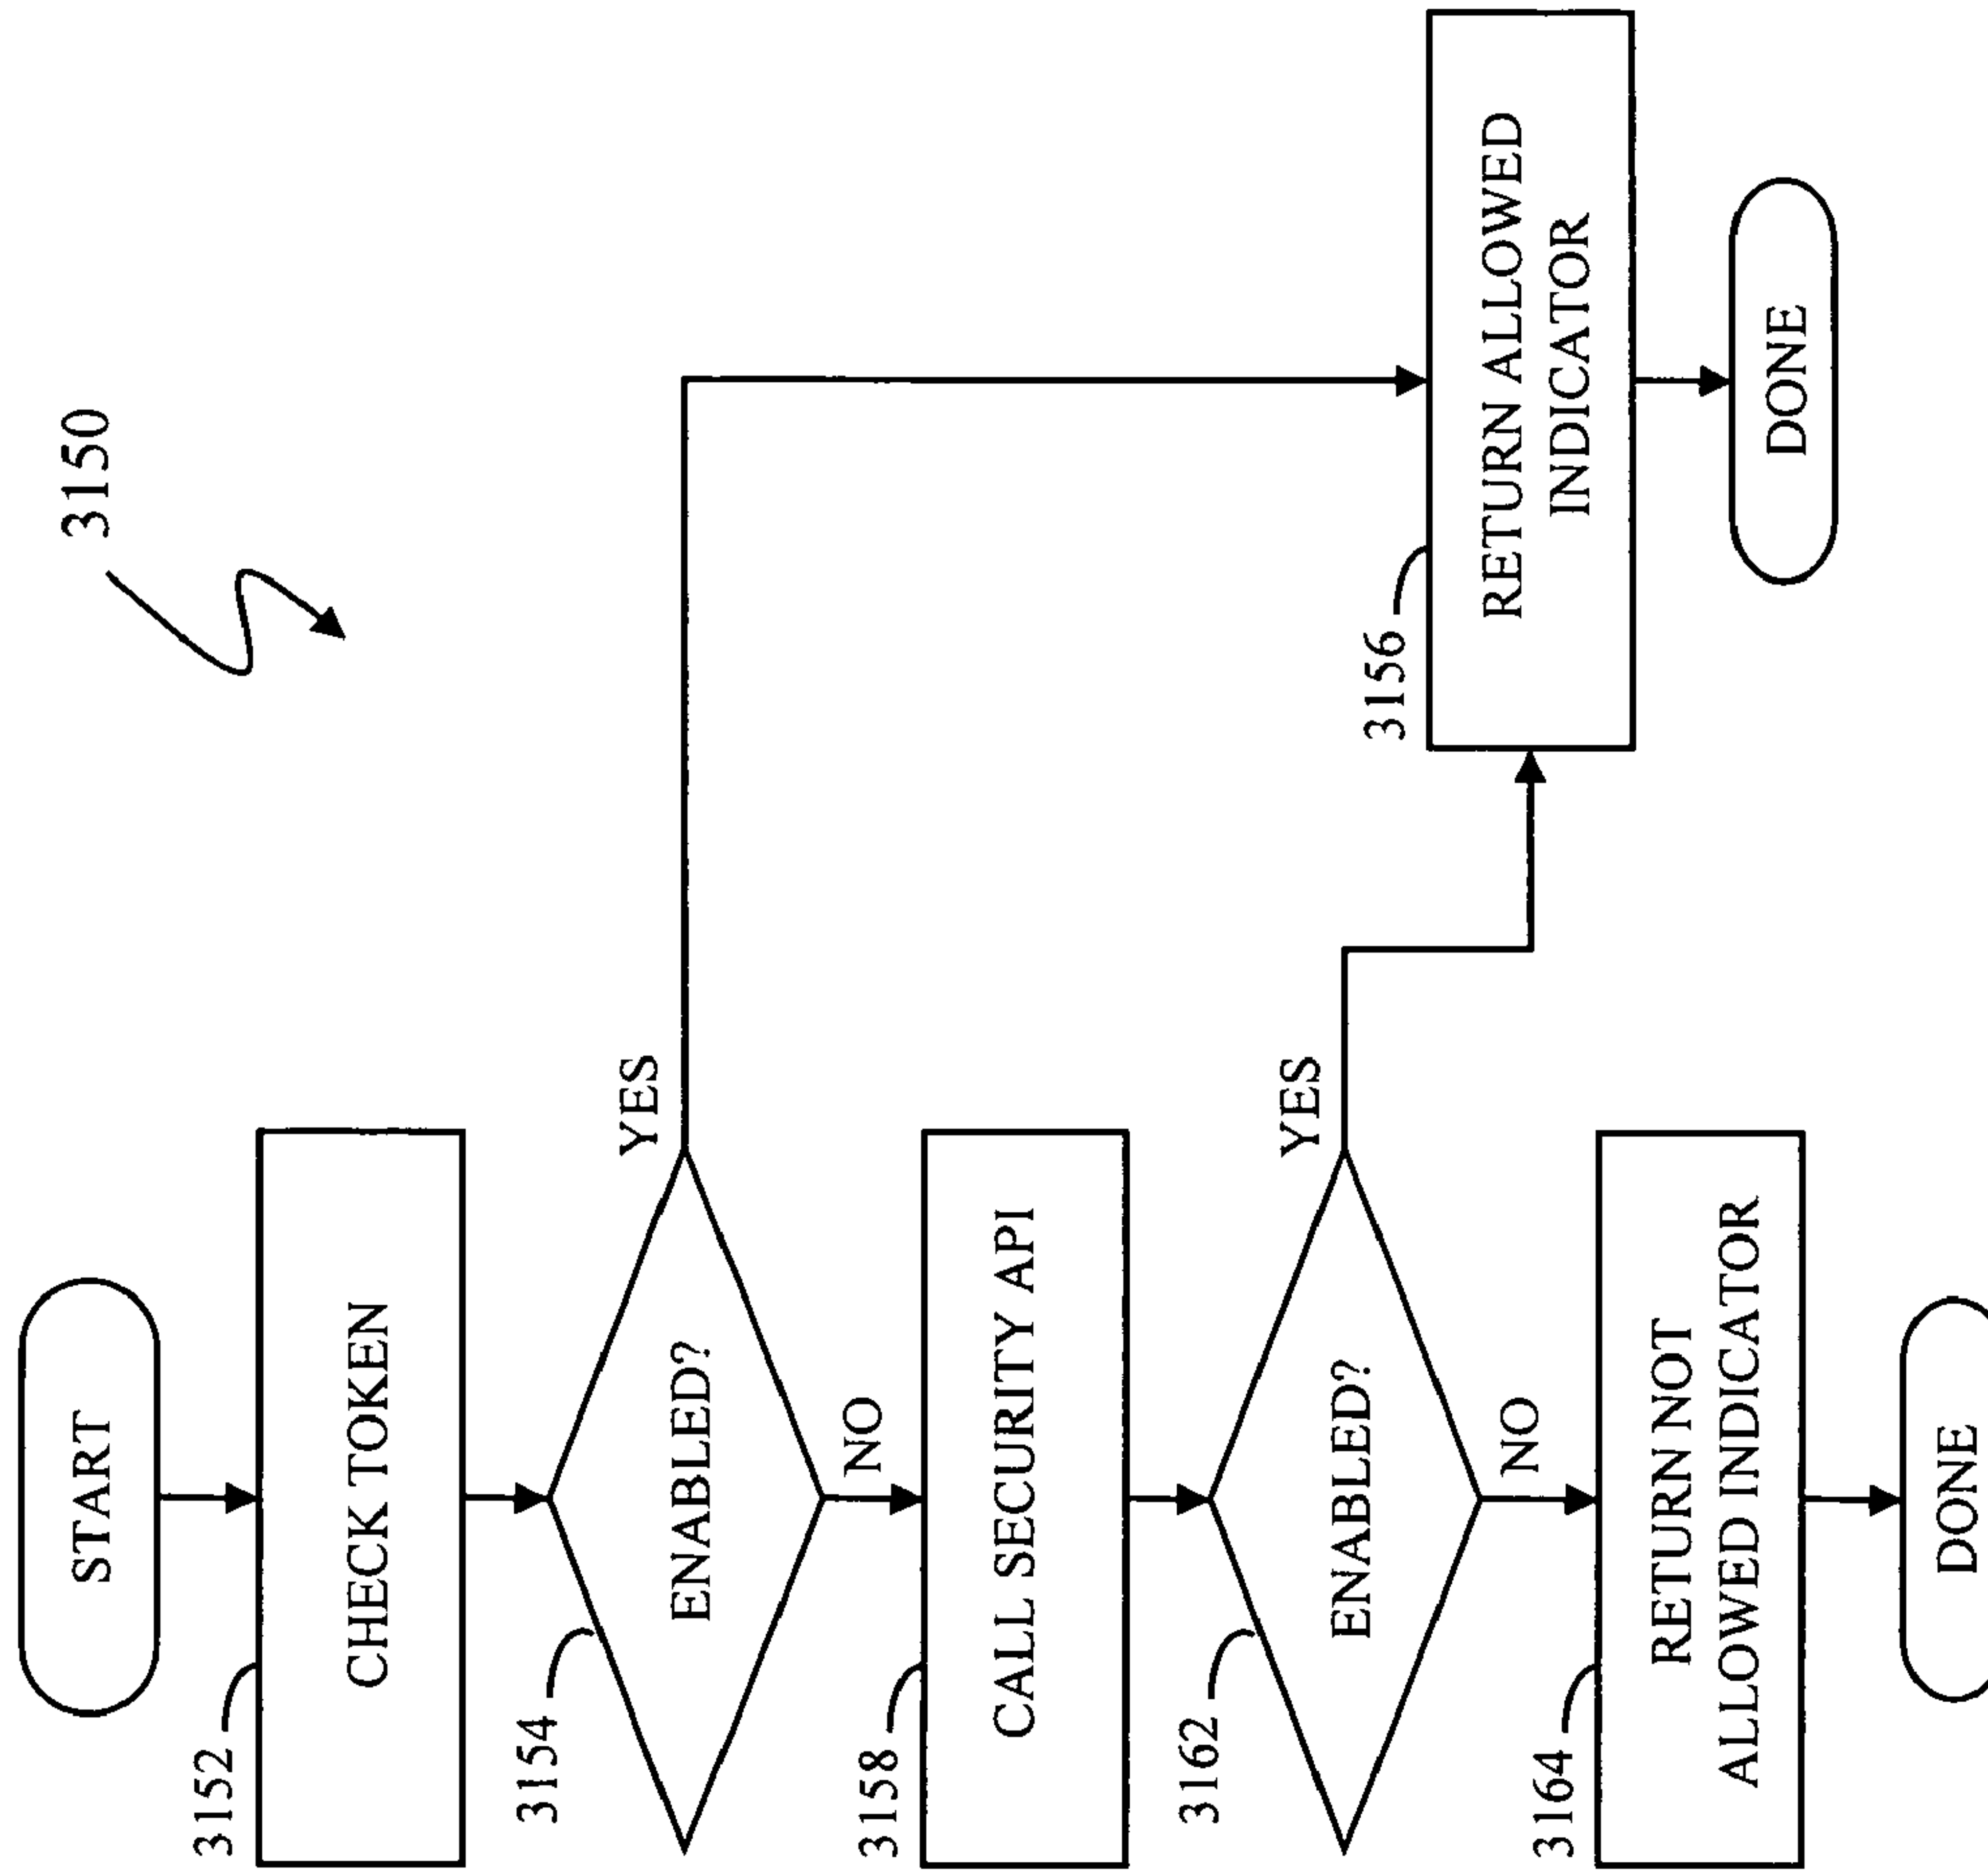 3150
START
3152
CHECK TOKEN
3154
ENABLED?
YES
NO
3158
CALL SECURITY API
3162
ENABLED?
YES
NO
3156
RETURN ALLOWED
INDICATOR
DONE
3164
RETURN NOT
ALLOWED INDICATOR
DONE